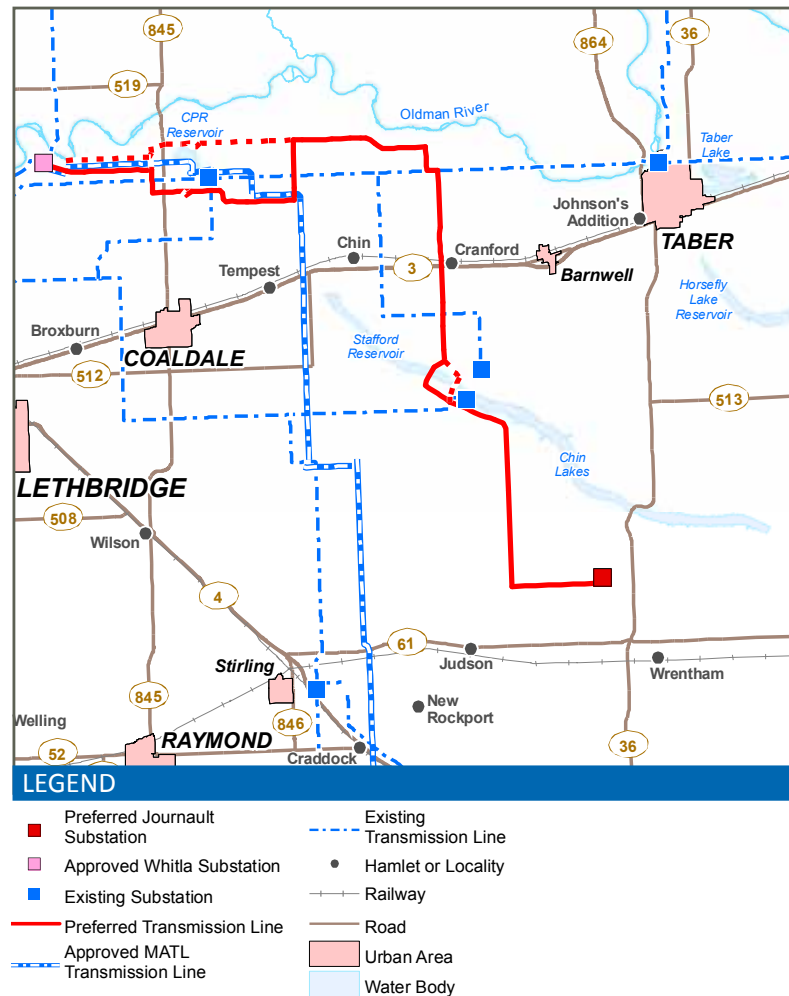 845
864
36
519
CPR
Reservoir
Oldman River
Taber
Lake
Johnson's
Addition
TABER
Chin
Cranford
3
Tempest
Barnwell
Horsefly
Lake
Reservoir
Broxburn
COALDALE
Stafford
Reservoir
512
513
LETHBRIDGE
Chin
Lakes
508
Wilson
4
61
Judson
Wrentham
Stirling
New
Rockport
845
846
Welling
RAYMOND
52
36
Craddock
LEGEND
Preferred Journault
Substation
Approved Whitla Substation
Existing Substation
Preferred Transmission Line
Approved MATL
Transmission Line
Existing
Transmission Line
Hamlet or Locality
Railway
Road
Urban Area
Water Body